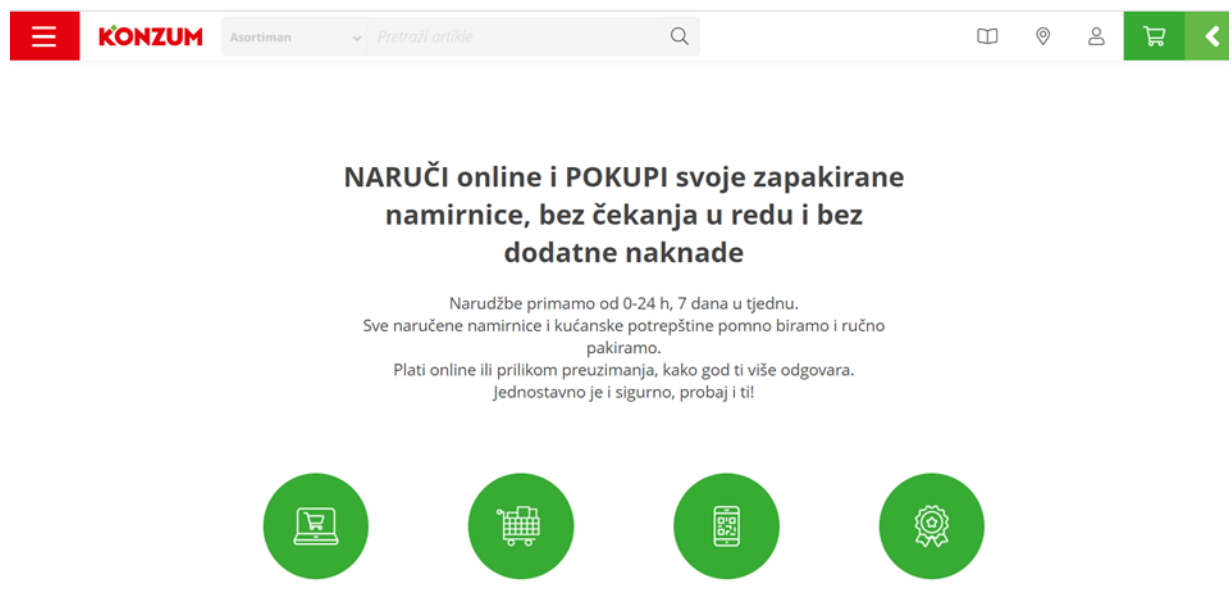 KONZUM
Asortiman
Pretraži artikle
NARUČI online i POKUPI svoje zapakirane
namirnice, bez čekanja u redu i bez
dodatne naknade
Narudžbe primamo od 0-24 h, 7 dana u tjednu.
Sve naručene namirnice i kućanske potrepštine pomno biramo i ručno
pakiramo.
Plati online ili prilikom preuzimanja, kako god ti više odgovara.
Jednostavno je i sigurno, probaj i ti!